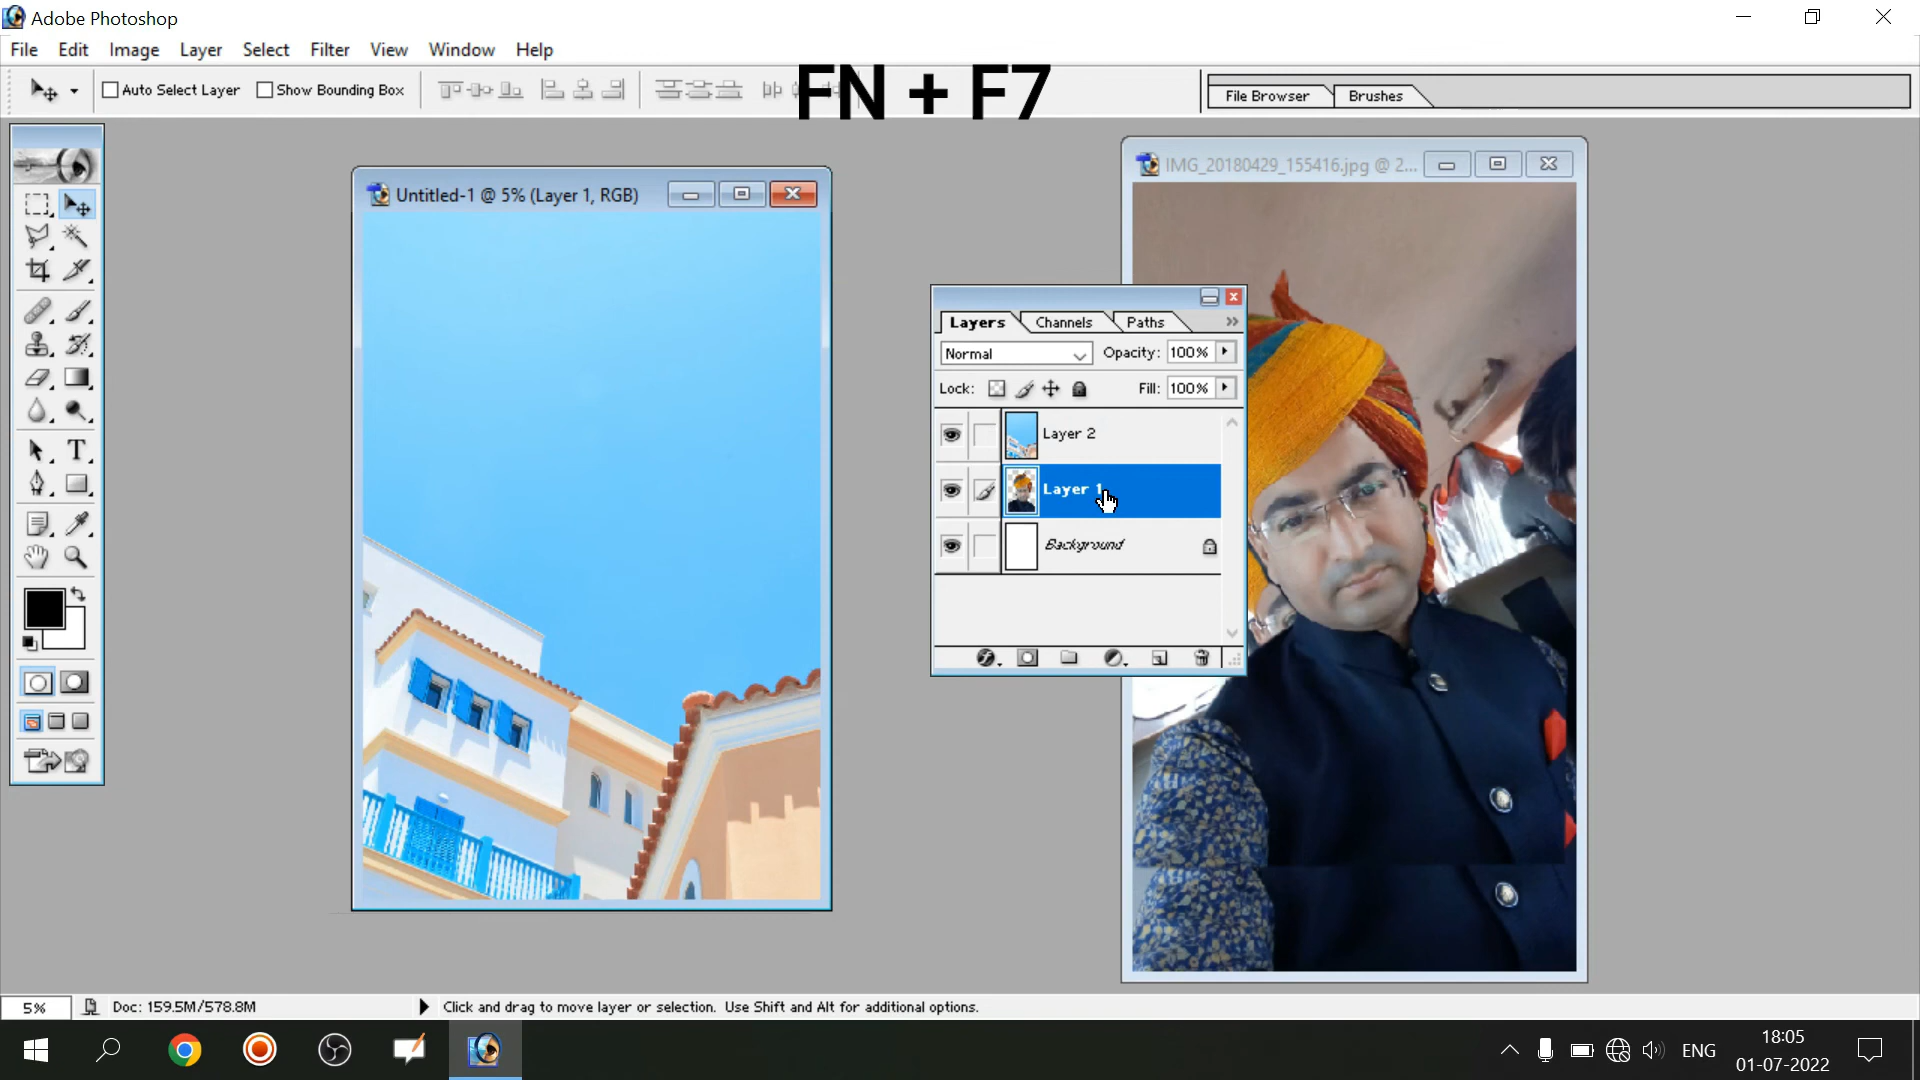 Adobe Photoshop
File Edit Image Layer Select Filter View Window Help
Auto Select Layer Show Bounding Box
FN + F7
File Browser Brushes
Untitled-1 @ 5% (Layer 1, RGB)
IMG_20180429_155416.jpg @ 2...
Layers Channels Paths
Normal Opacity: 100%
Lock: Fill: 100%
Layer 2
Layer 1
Background
5% Doc: 159.5M/578.8M Click and drag to move layer or selection. Use Shift and Alt for additional options.
ENG
18:05
01-07-2022